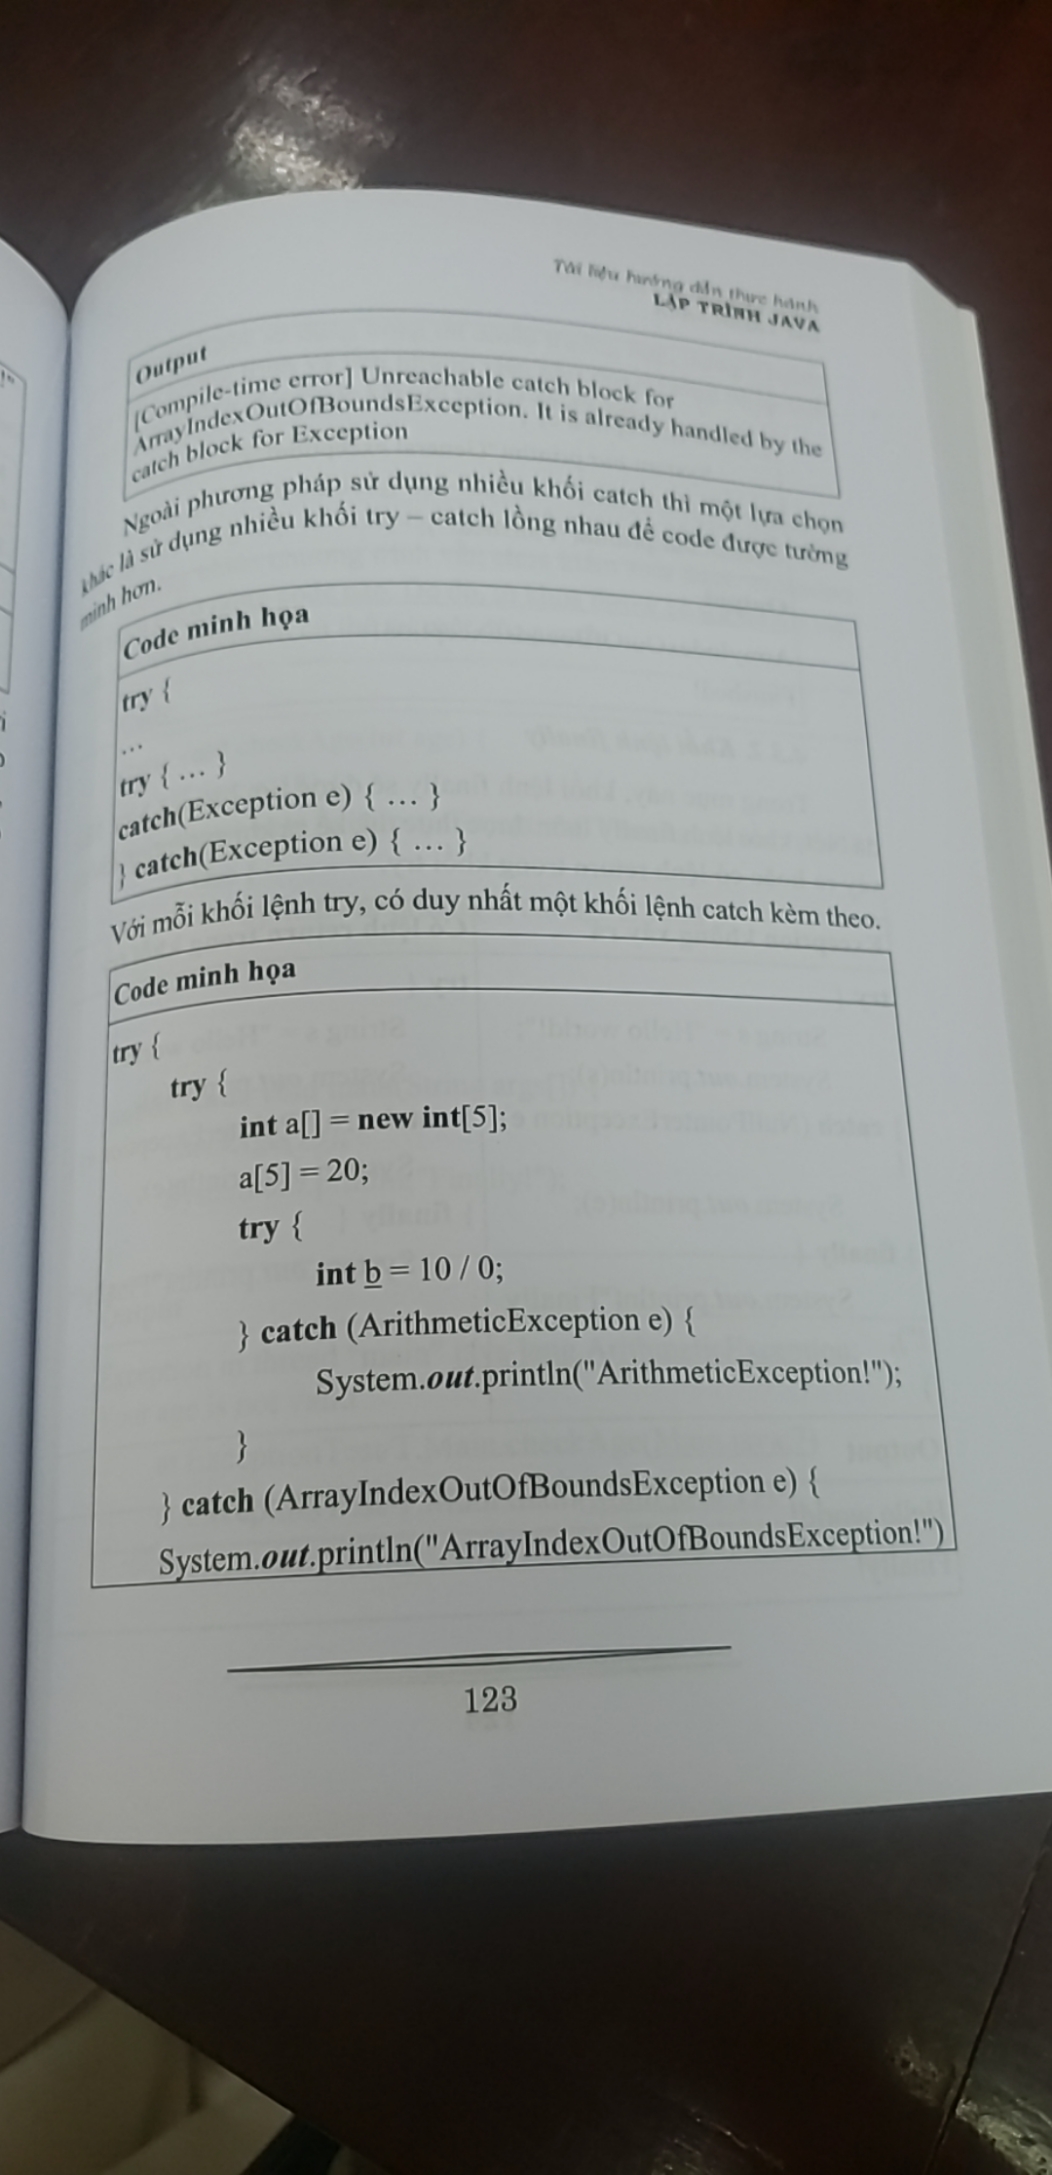 Tài liệu hướng dẫn thực hành
LẬP TRÌNH JAVA
Output
[Compile-time error] Unreachable catch block for
ArrayIndexOutOfBoundsException. It is already handled by the
catch block for Exception
Ngoài phương pháp sử dụng nhiều khối catch thì một lựa chọn
khác là sử dụng nhiều khối try – catch lồng nhau để code được tường
minh hơn.
Code minh họa
try {
...
try { ... }
catch(Exception e) { ... }
} catch(Exception e) { ... }
Với mỗi khối lệnh try, có duy nhất một khối lệnh catch kèm theo.
Code minh họa
try {
try {
int a[] = new int[5];
a[5] = 20;
try {
int b = 10 / 0;
} catch (ArithmeticException e) {
System.out.println("ArithmeticException!");
}
} catch (ArrayIndexOutOfBoundsException e) {
System.out.println("ArrayIndexOutOfBoundsException!")
123